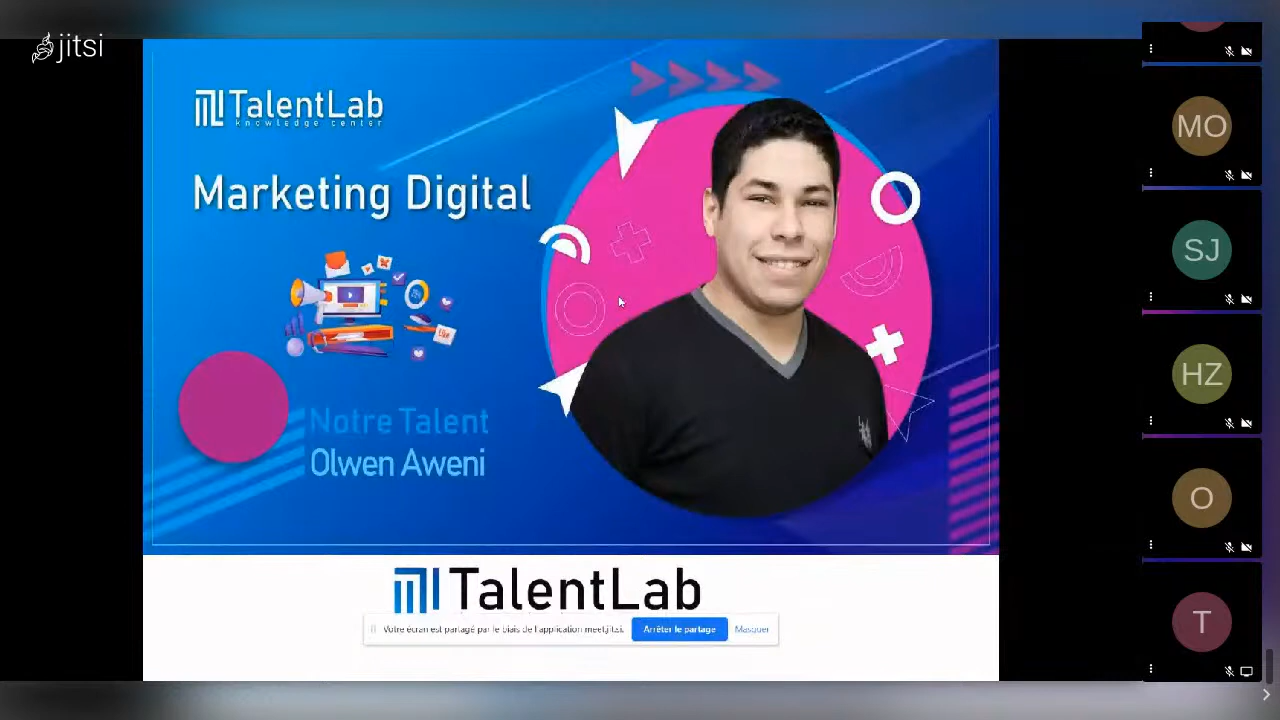 jitsi
TalentLab
knowledge center
Marketing Digital
Like
Notre Talent
Olwen Aweni
TalentLab
Votre écran est partagé par le biais de l'application meet.jit.si.
Arrêter le partage
Masquer
MO
SJ
HZ
O
T